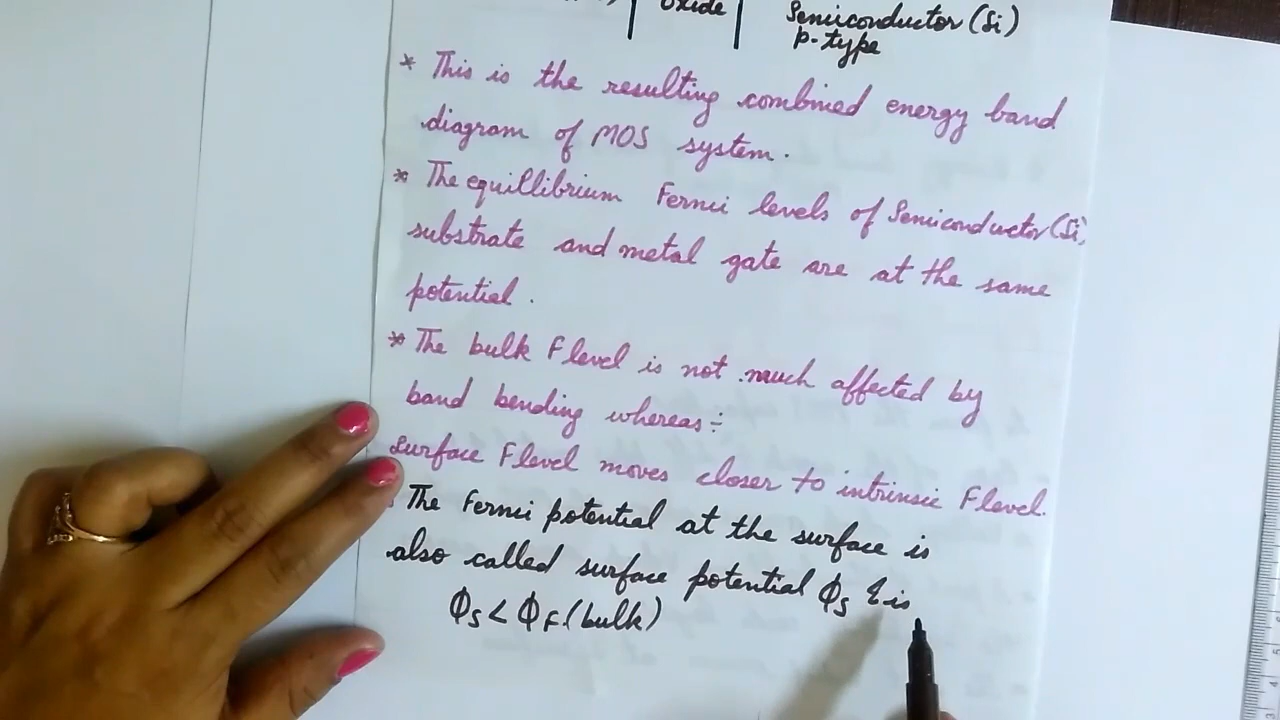 Oxide Semiconductor (Si)
p-type
* This is the resulting combined energy band
diagram of MOS system.
* The equillibrium Fermi levels of Semiconductor (Si)
substrate and metal gate are at the same
potential.
* The bulk F level is not much affected by
band bending whereas ÷
Surface F level moves closer to intrinsic F level.
The Fermi potential at the surface is
also called surface potential ϕs & is
ϕs < ϕF (bulk)